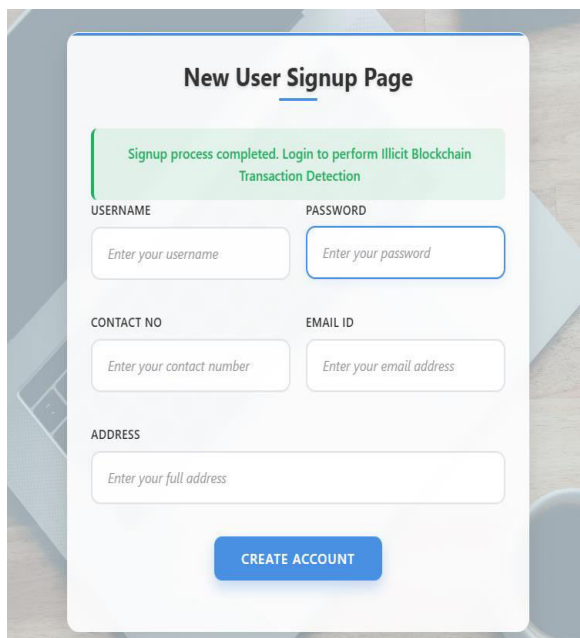 New User Signup Page
Signup process completed. Login to perform Illicit Blockchain
Transaction Detection
USERNAME
PASSWORD
Enter your username
Enter your password
CONTACT NO
EMAIL ID
Enter your contact number
Enter your email address
ADDRESS
Enter your full address
CREATE ACCOUNT